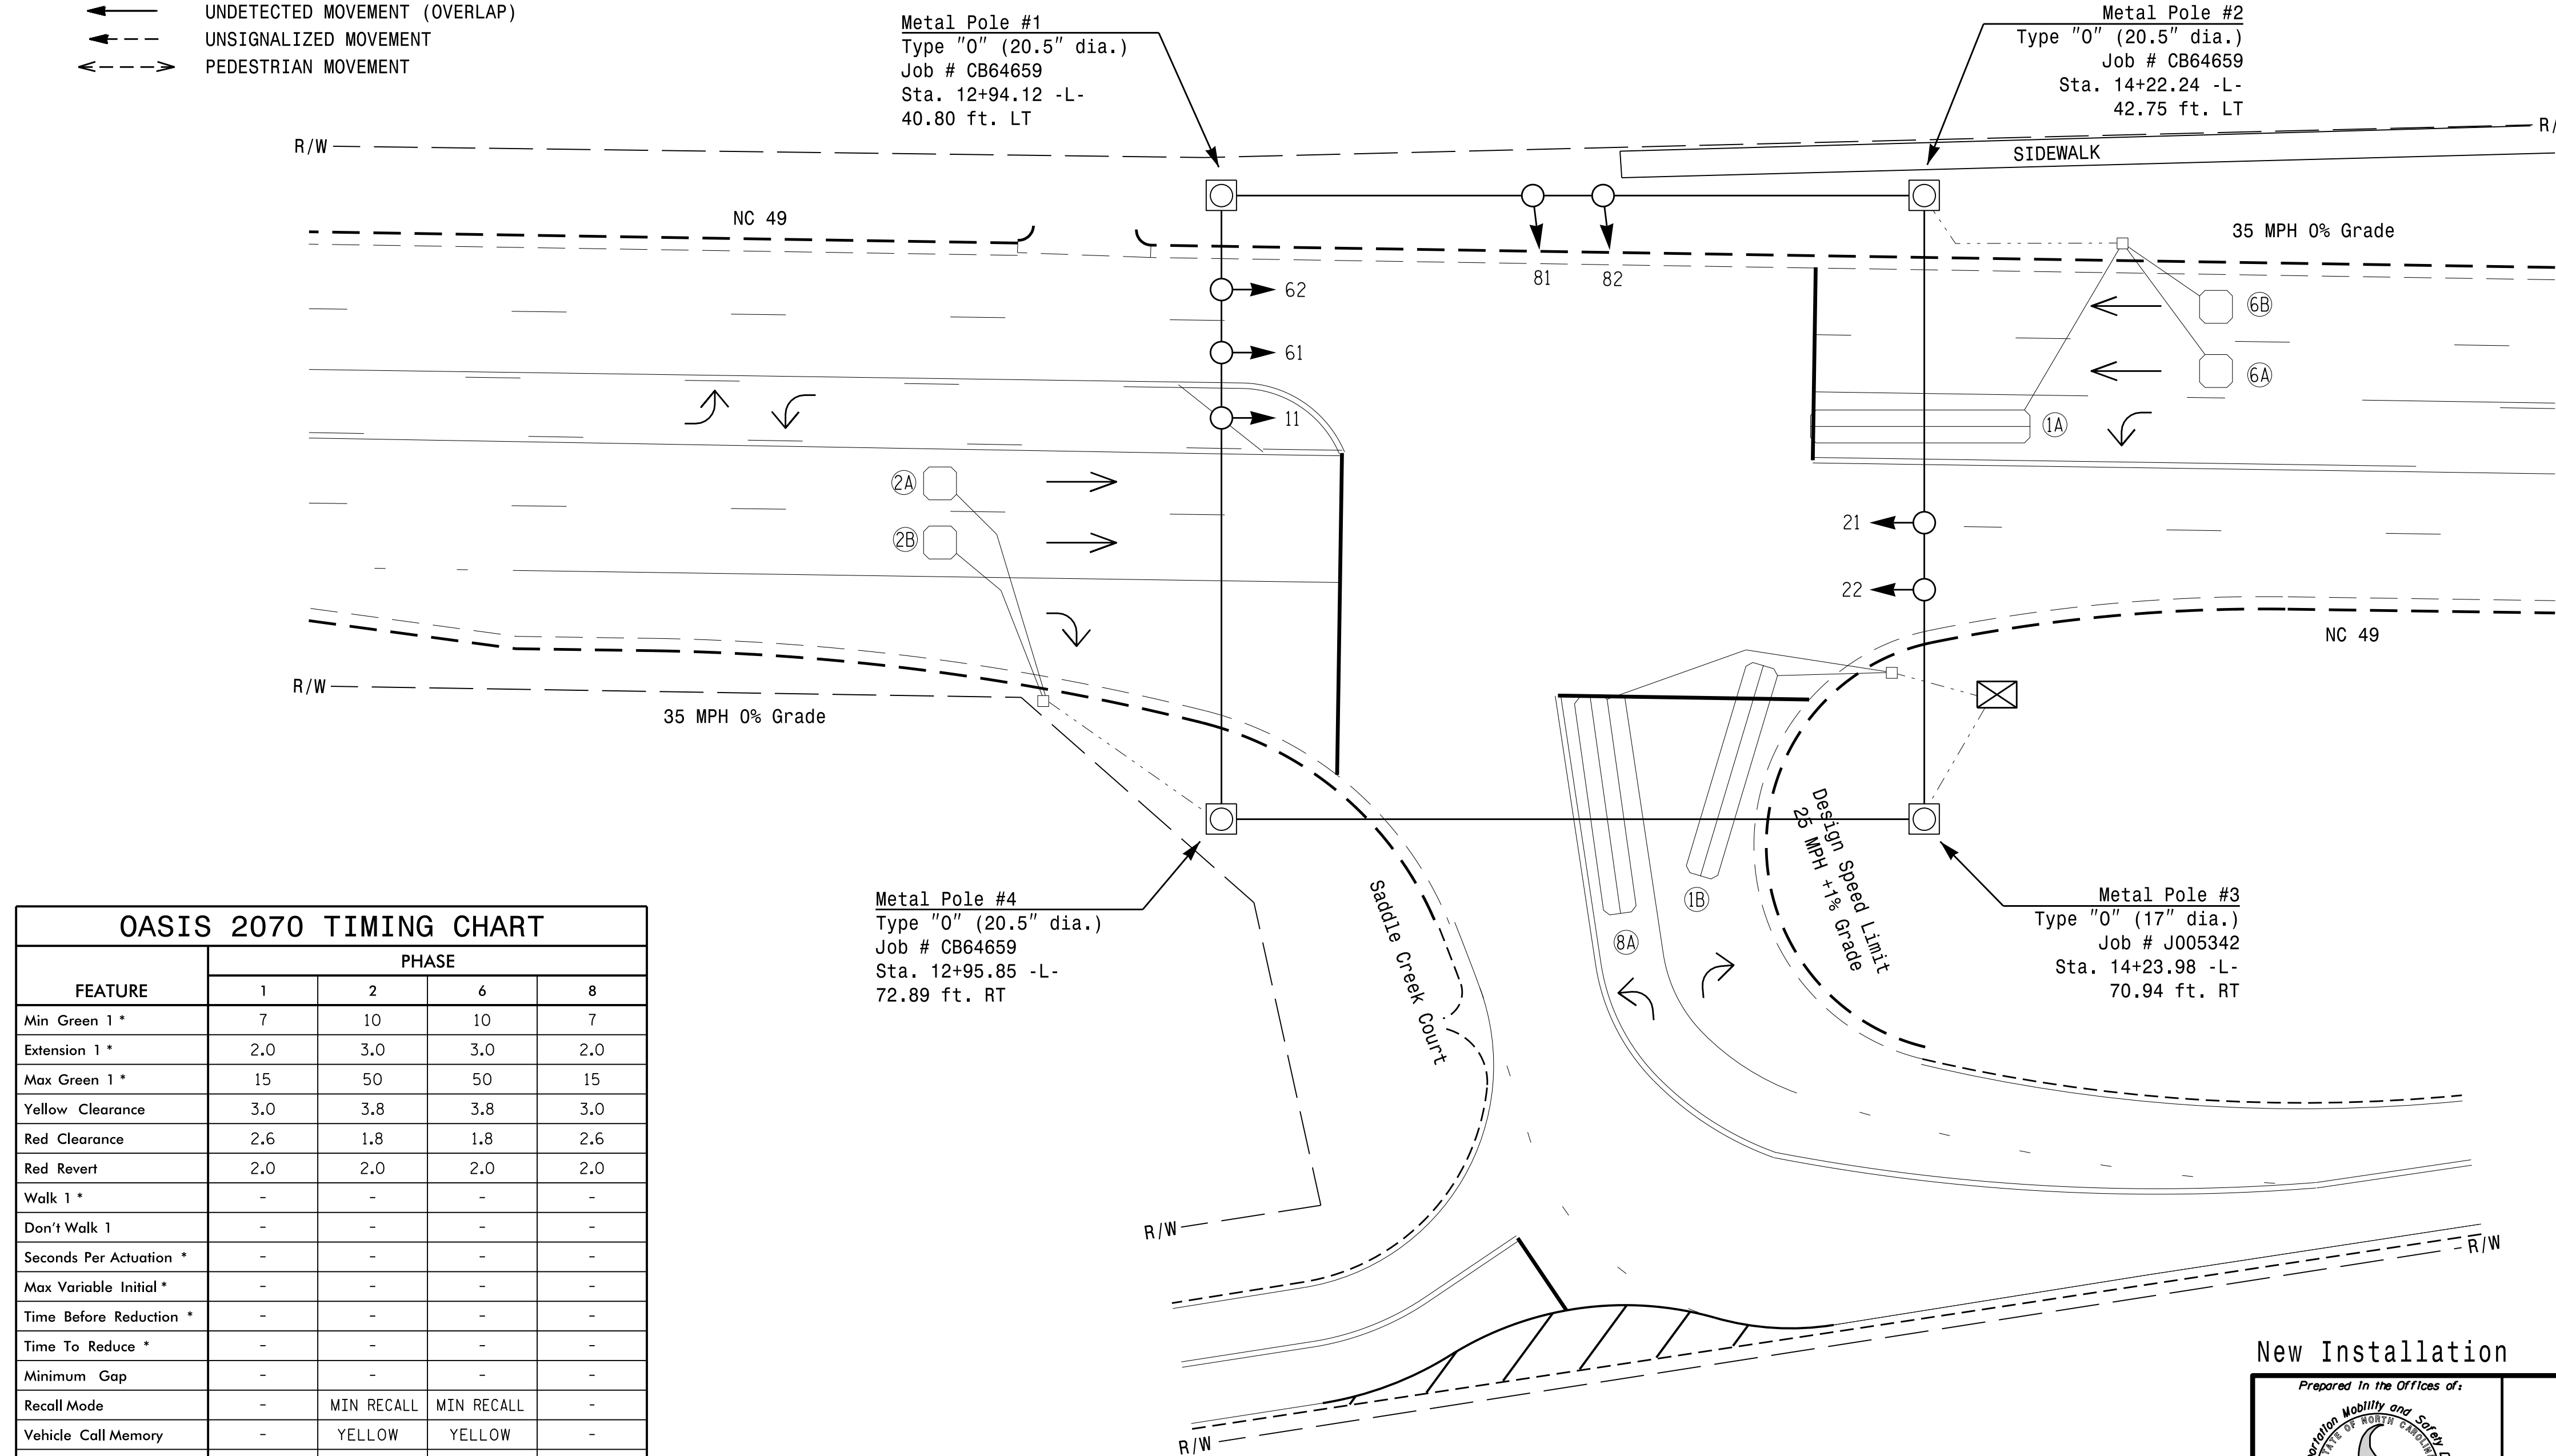 UNDETECTED MOVEMENT (OVERLAP)
UNSIGNALIZED MOVEMENT
PEDESTRIAN MOVEMENT
Metal Pole #1
Type "O" (20.5" dia.)
Job # CB64659
Sta. 12+94.12 -L-
40.80 ft. LT
Metal Pole #2
Type "O" (20.5" dia.)
Job # CB64659
Sta. 14+22.24 -L-
42.75 ft. LT
R/W
R/
SIDEWALK
NC 49
35 MPH 0% Grade
81
82
62
61
11
6B
6A
1A
2A
2B
21
22
NC 49
R/W
35 MPH 0% Grade
Design Speed Limit
25 MPH +1% Grade
1B
8A
Saddle Creek Court
Metal Pole #4
Type "O" (20.5" dia.)
Job # CB64659
Sta. 12+95.85 -L-
72.89 ft. RT
Metal Pole #3
Type "O" (17" dia.)
Job # J005342
Sta. 14+23.98 -L-
70.94 ft. RT
R/W
R/W
R/W
OASIS 2070 TIMING CHART
FEATURE PHASE
1 2 6 8
Min Green 1 * 7 10 10 7
Extension 1 * 2.0 3.0 3.0 2.0
Max Green 1 * 15 50 50 15
Yellow Clearance 3.0 3.8 3.8 3.0
Red Clearance 2.6 1.8 1.8 2.6
Red Revert 2.0 2.0 2.0 2.0
Walk 1 * - - - -
Don't Walk 1 - - - -
Seconds Per Actuation * - - - -
Max Variable Initial * - - - -
Time Before Reduction * - - - -
Time To Reduce * - - - -
Minimum Gap - - - -
Recall Mode - MIN RECALL MIN RECALL -
Vehicle Call Memory - YELLOW YELLOW -
New Installation
Prepared in the Offices of:
Mobility and
NORTH